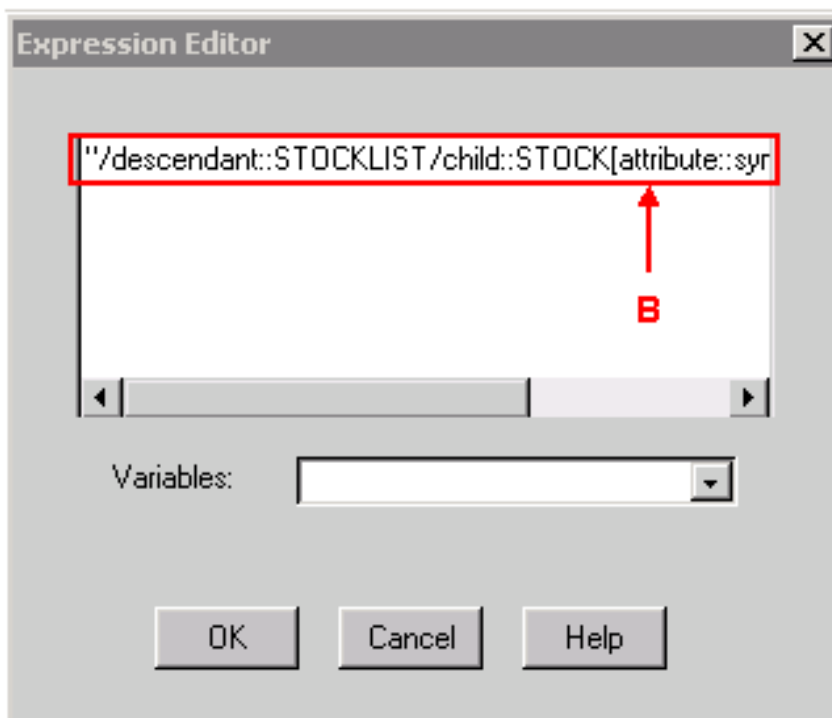 Expression Editor
"/descendant::STOCKLIST/child::STOCK[attribute::syr
B
Variables:
OK Cancel Help